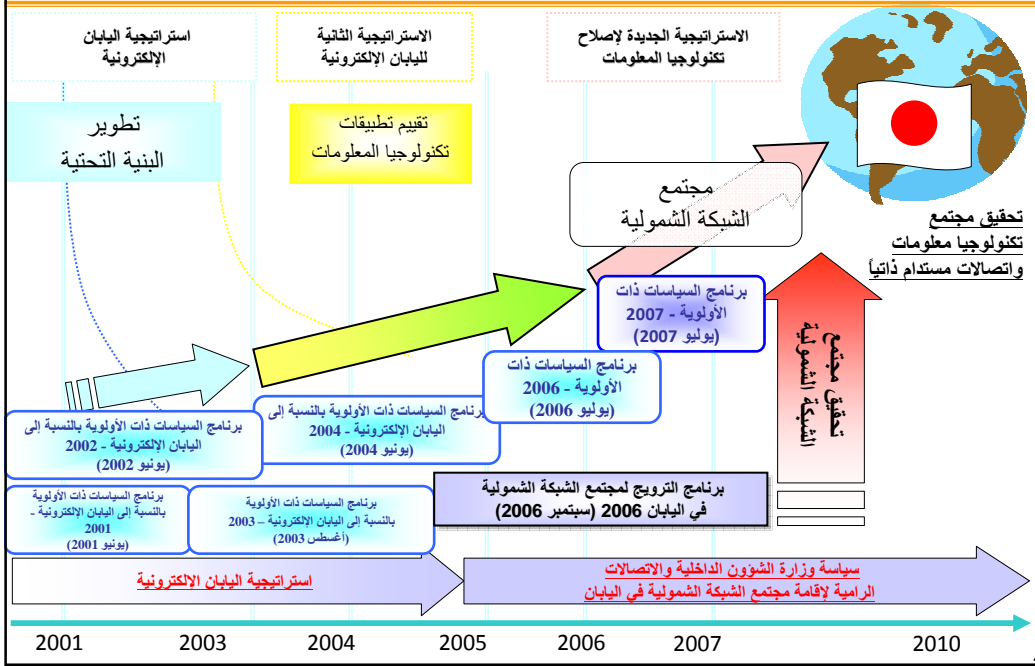 استراتيجية اليابان
الإلكترونية
الاستراتيجية الثانية
لليابان الإلكترونية
الاستراتيجية الجديدة لإصلاح
تكنولوجيا المعلومات
تطوير
البنية التحتية
تقييم تطبيقات
تكنولوجيا المعلومات
مجتمع
الشبكة الشمولية
تحقيق مجتمع
تكنولوجيا معلومات
واتصالات مستدام ذاتياً
برنامج السياسات ذات
الأولوية - 2007
(يوليو 2007)
تحقيق مجتمع
الشبكة الشمولية
برنامج السياسات ذات
الأولوية - 2006
(يوليو 2006)
برنامج السياسات ذات الأولوية بالنسبة إلى
اليابان الإلكترونية - 2004
(يونيو 2004)
برنامج السياسات ذات الأولوية بالنسبة إلى
اليابان الإلكترونية - 2002
(يونيو 2002)
برنامج الترويج لمجتمع الشبكة الشمولية
في اليابان 2006 (سبتمبر 2006)
برنامج السياسات ذات الأولوية
بالنسبة إلى اليابان الإلكترونية – 2003
(أغسطس 2003)
برنامج السياسات ذات الأولوية
بالنسبة إلى اليابان الإلكترونية -
2001
(يونيو 2001)
استراتيجية اليابان الإلكترونية
سياسة وزارة الشؤون الداخلية والاتصالات
الرامية لإقامة مجتمع الشبكة الشمولية في اليابان
2001 2003 2004 2005 2006 2007 2010